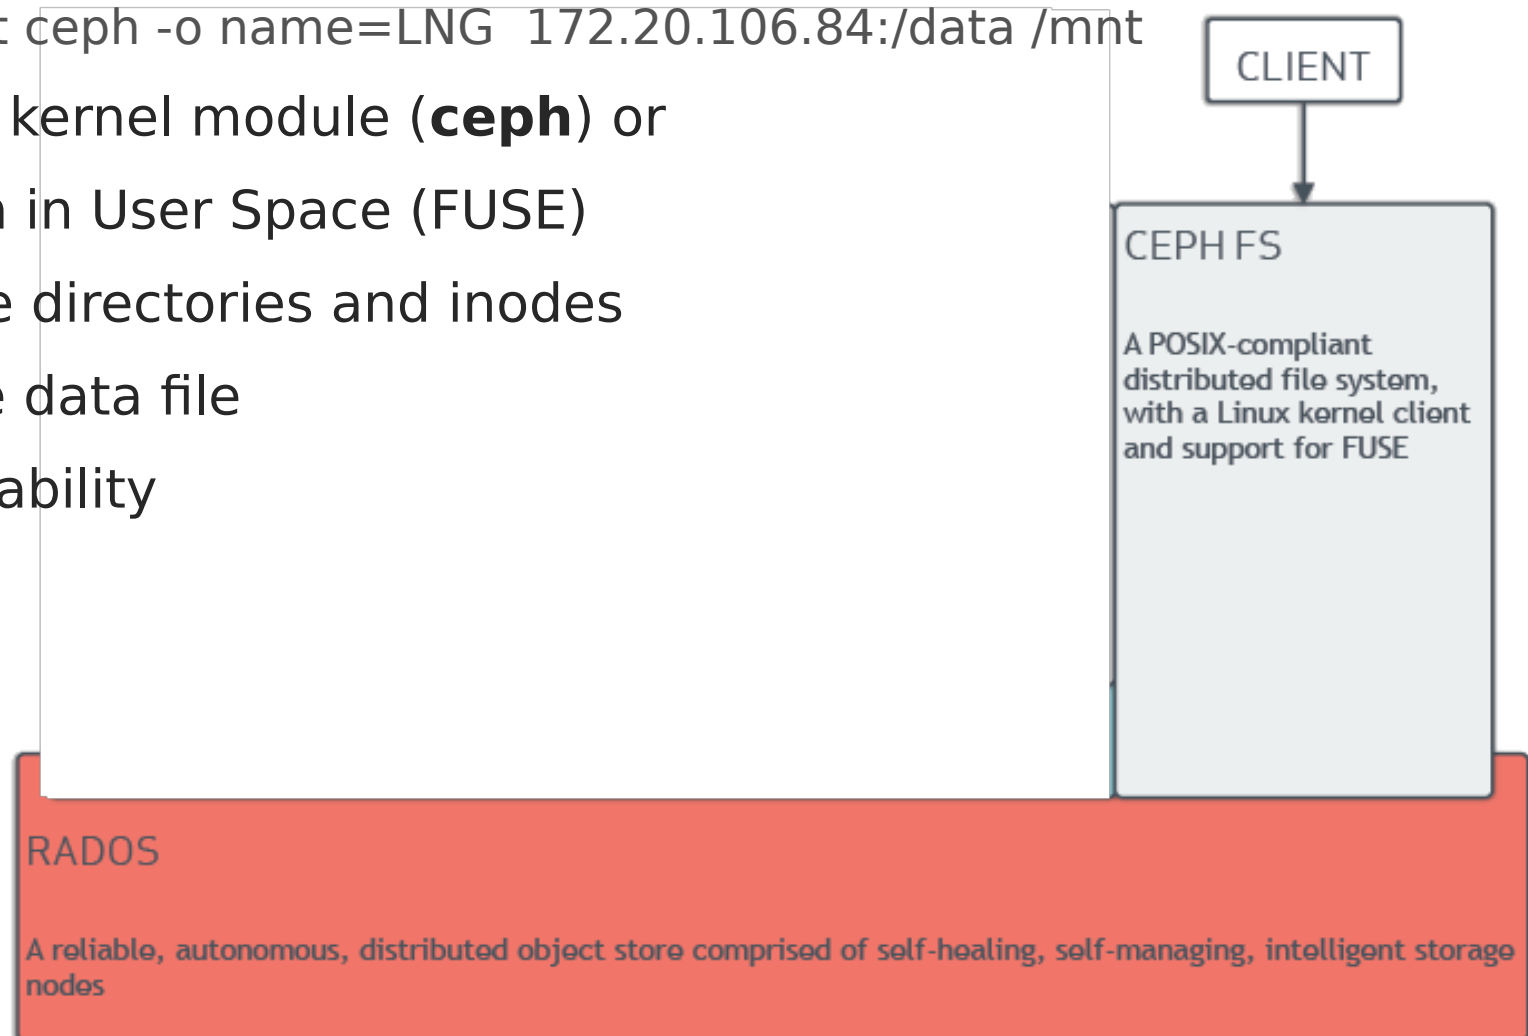 ceph -o name=LNG 172.20.106.84:/data /mnt
kernel module (ceph) or
in User Space (FUSE)
directories and inodes
data file
ability
CLIENT
CEPH FS
A POSIX-compliant
distributed file system,
with a Linux kernel client
and support for FUSE
RADOS
A reliable, autonomous, distributed object store comprised of self-healing, self-managing, intelligent storage
nodes